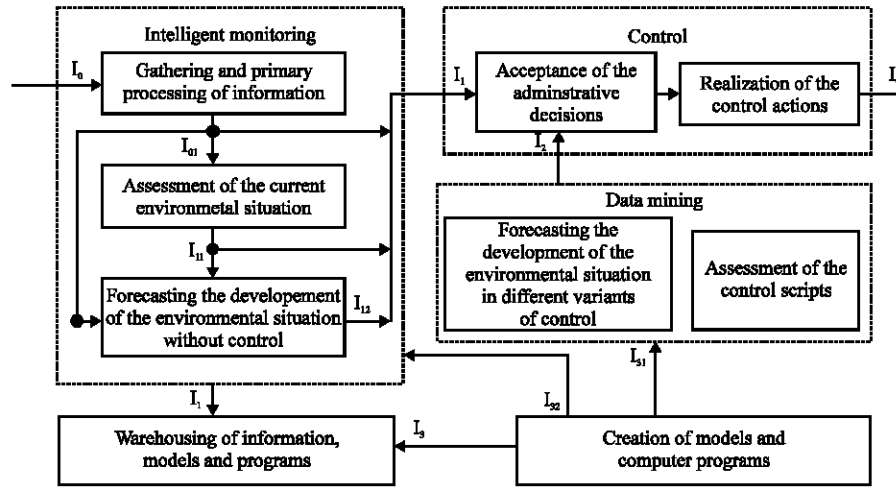 Intelligent monitoring
I₀
Gathering and primary
processing of information
I₀₁
Assessment of the current
environmetal situation
I₁₁
Forecasting the developement
of the environmental situation
without control
I₁₂
I₁
Warehousing of information,
models and programs
Control
I₁
Acceptance of the
adminstrative
decisions
Realization of the
control actions
I₂
Data mining
Forecasting the
development of the
environmental situation
in different variants
of control
Assessment of the
control scripts
I₃₁
I₃₂
I₃
Creation of models and
computer programs